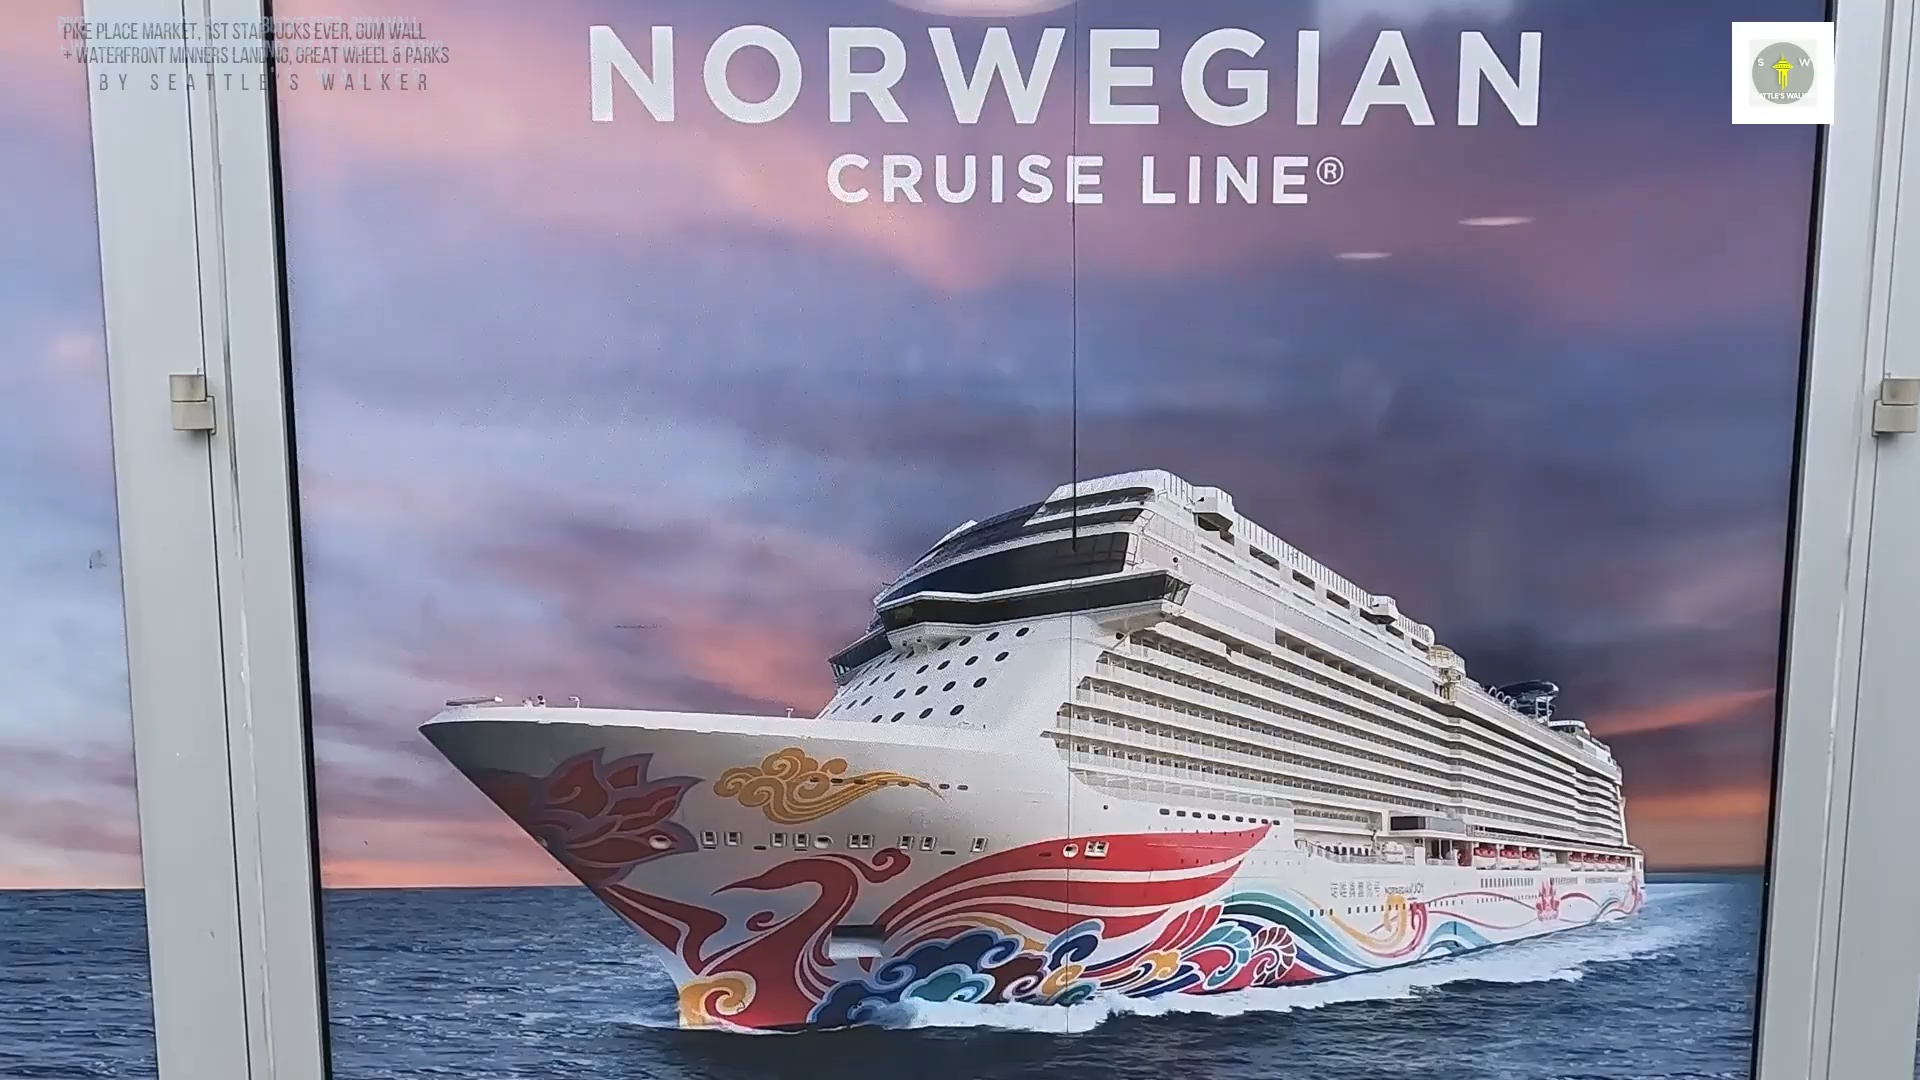 PIKE PLACE MARKET, 1ST STARBUCKS EVER, GUM WALL
+ WATERFRONT MINNERS LANDING, GREAT WHEEL & PARKS
BY SEATTLE'S WALKER
S W
NORWEGIAN
CRUISE LINE®
NORWEGIAN JOY